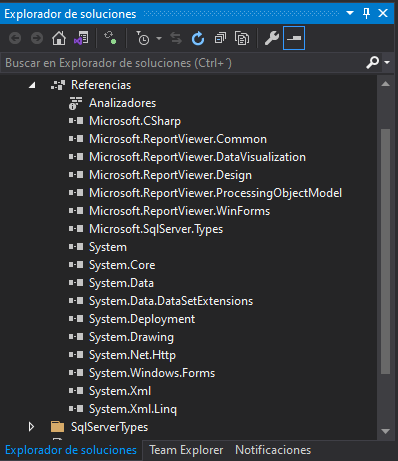 Explorador de soluciones
Buscar en Explorador de soluciones (Ctrl+´)
Referencias
Analizadores
Microsoft.CSharp
Microsoft.ReportViewer.Common
Microsoft.ReportViewer.DataVisualization
Microsoft.ReportViewer.Design
Microsoft.ReportViewer.ProcessingObjectModel
Microsoft.ReportViewer.WinForms
Microsoft.SqlServer.Types
System
System.Core
System.Data
System.Data.DataSetExtensions
System.Deployment
System.Drawing
System.Net.Http
System.Windows.Forms
System.Xml
System.Xml.Linq
SqlServerTypes
Explorador de soluciones Team Explorer Notificaciones